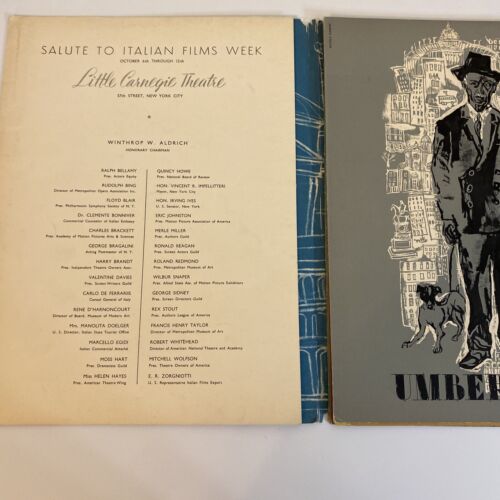 SALUTE TO ITALIAN FILMS WEEK
OCTOBER 6th THROUGH 12th
Little Carnegie Theatre
57th STREET, NEW YORK CITY
WINTHROP W. ALDRICH
HONORARY CHAIRMAN
RALPH BELLAMY
Pres. Actors Equity
RUDOLPH BING
Director of Metropolitan Opera Association Inc.
FLOYD BLAIR
Pres. Philharmonic Symphony Society of N. Y.
Dr. CLEMENTE BONNIVER
Commercial Counselor of Italian Embassy
CHARLES BRACKETT
Pres. Academy of Motion Pictures Arts & Sciences
GEORGE BRAGALINI
Acting Postmaster of N. Y.
HARRY BRANDT
Pres. Independent Theatre Owners Assn.
VALENTINE DAVIES
Pres. Screen Writers Guild
CARLO DE FERRARIIS
Consul General of Italy
RENE D'HARNONCOURT
Director of Board, Museum of Modern Art
Mrs. MANOLITA DOELGER
U. S. Direction, Italian State Tourist Office
MARCELLO EGIDI
Italian Commercial Attaché
MOSS HART
Pres. Dramatists Guild
Miss HELEN HAYES
Pres. American Theatre-Wing
QUINCY HOWE
Pres. National Board of Review
HON. VINCENT R. IMPELLITTERI
Mayor, New York City
HON. IRVING IVES
U. S. Senator, New York
ERIC JOHNSTON
Pres. Motion Picture Association of America
MERLE MILLER
Pres. Authors Guild
RONALD REAGAN
Pres. Screen Actors Guild
ROLAND REDMOND
Pres. Metropolitan Museum of Art
WILBUR SNAPER
Pres. Allied State Ass. of Motion Picture Exhibitors
GEORGE SIDNEY
Pres. Screen Directors Guild
REX STOUT
Pres. Authors League of America
FRANCIS HENRY TAYLOR
Director of Metropolitan Museum of Art
ROBERT WHITEHEAD
Director of American National Theatre and Academy
MITCHELL WOLFSON
Pres. Theatre Owners of America
E. R. ZORGNIOTTI
U. S. Representative Italian Films Export
UMBER